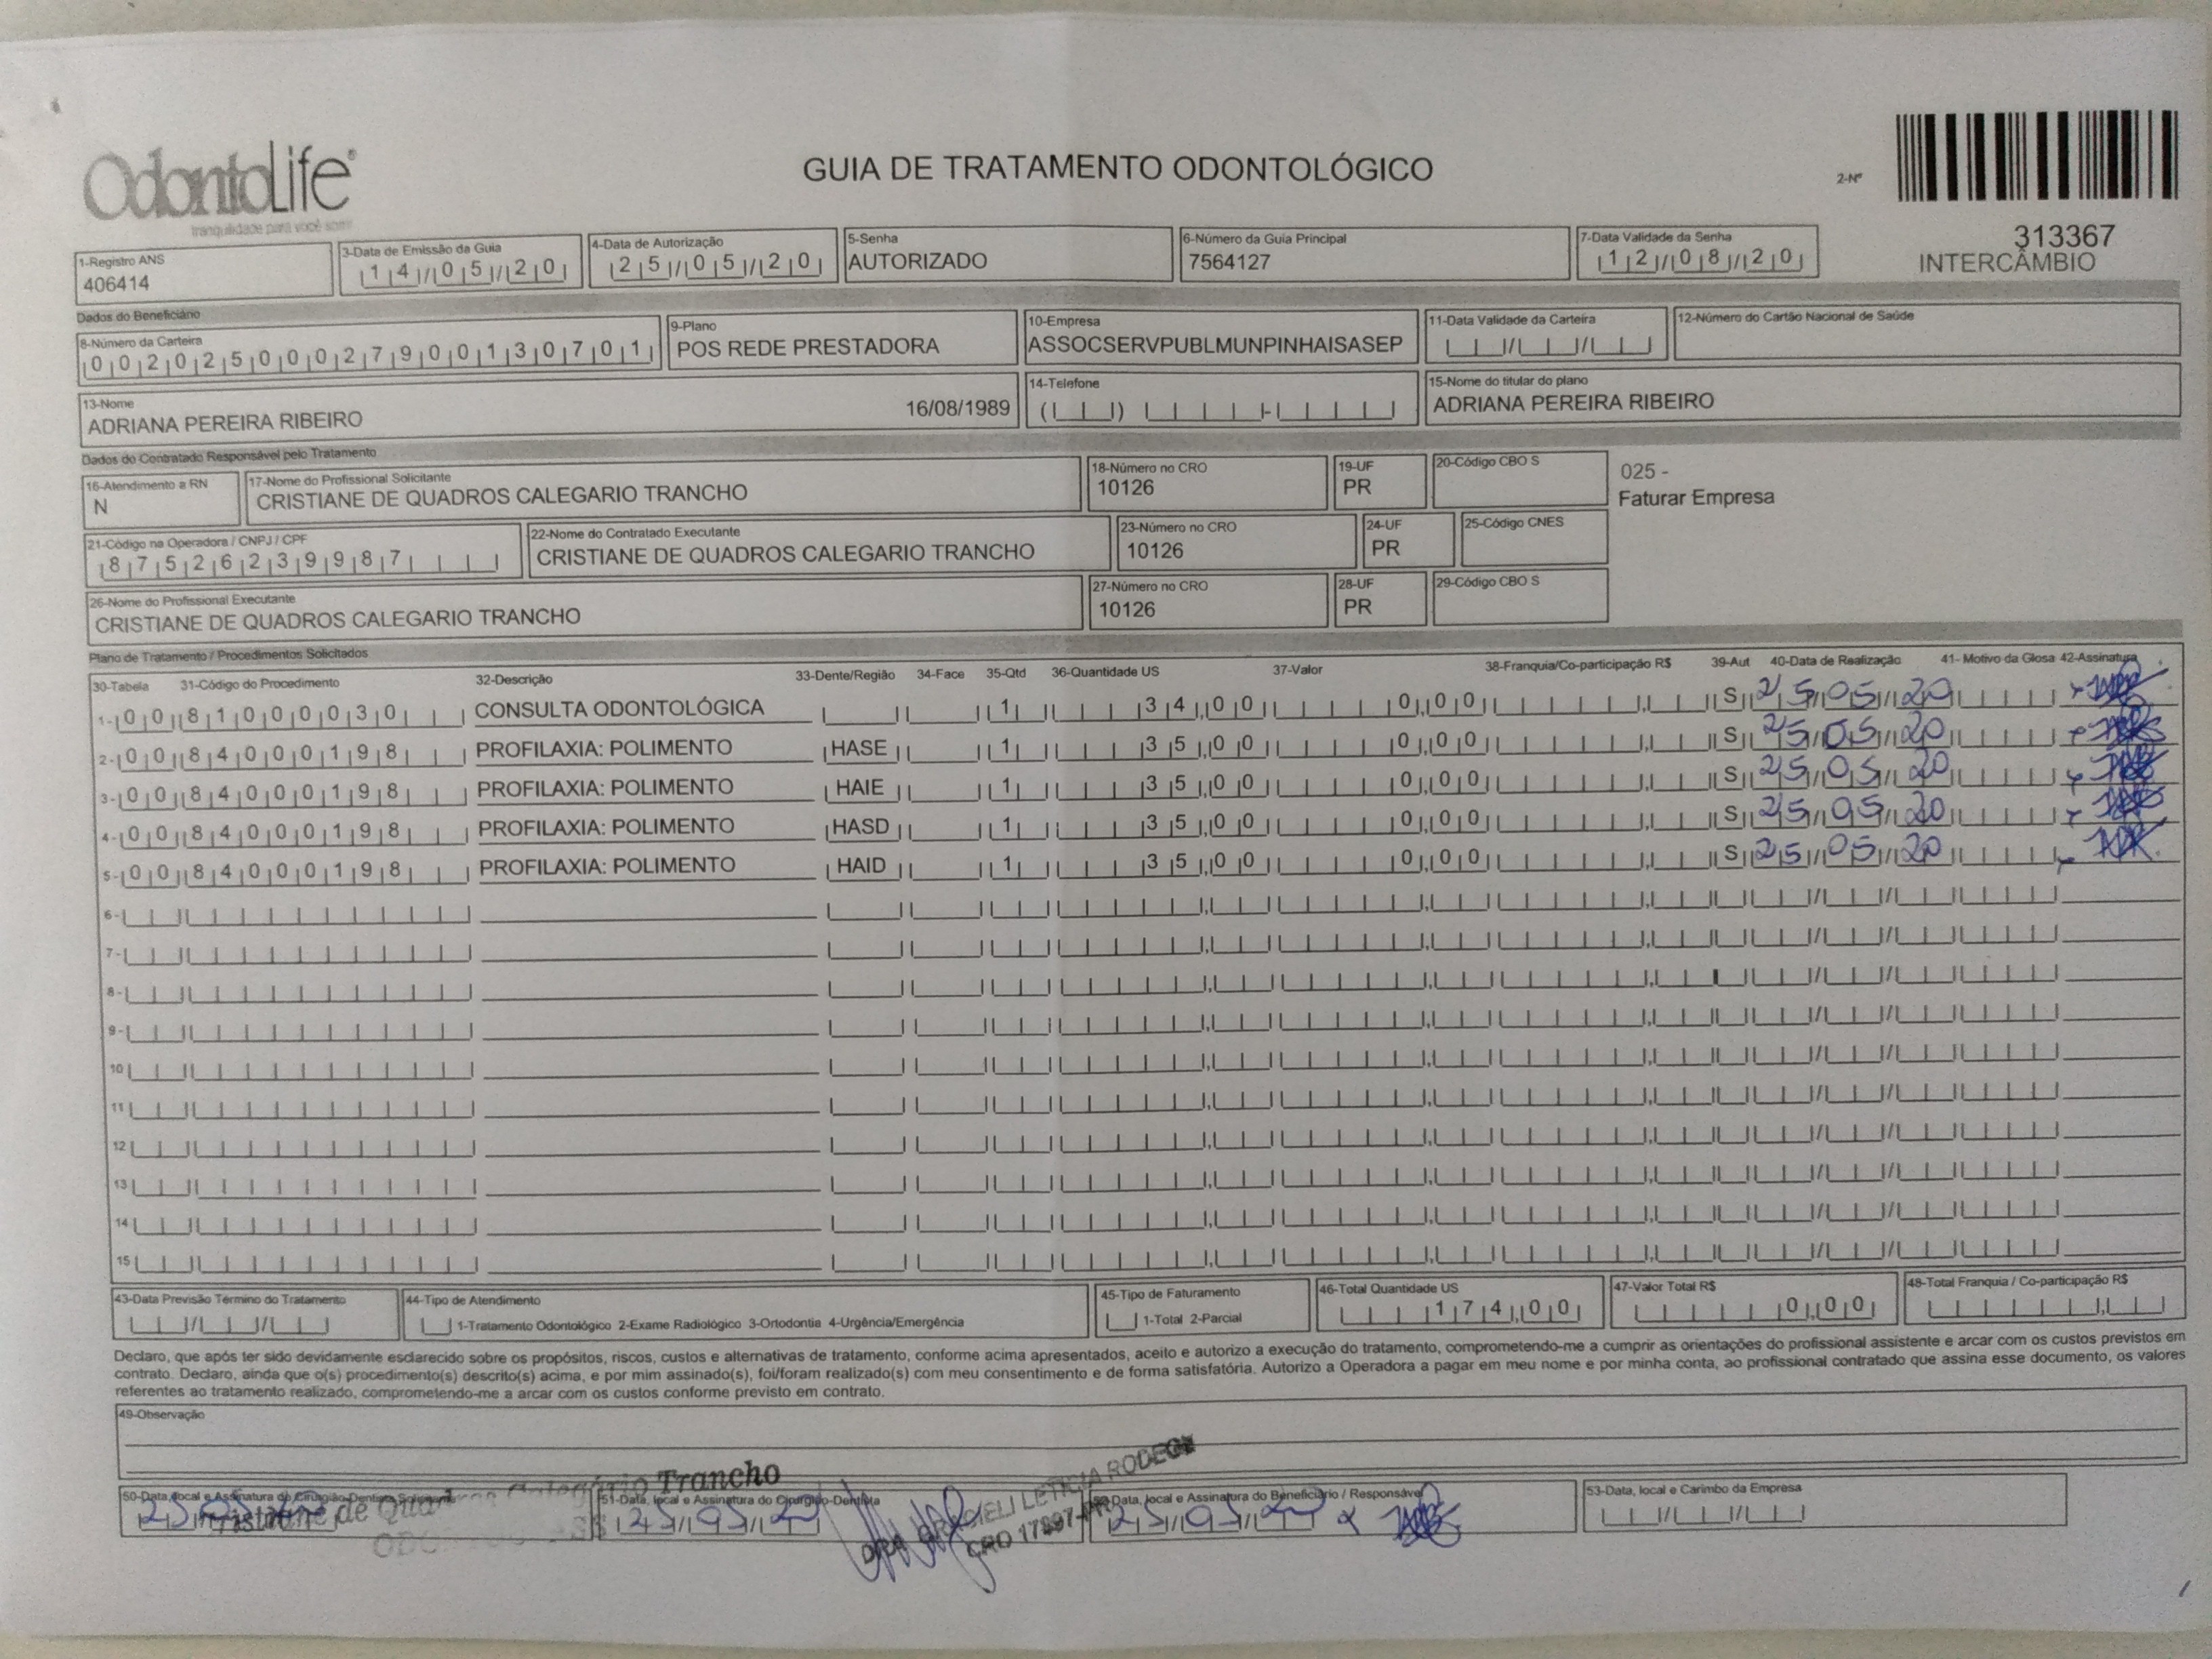 OdontoLife®
tranquilidade para você sorrir
GUIA DE TRATAMENTO ODONTOLÓGICO
2-Nº
313367
INTERCÂMBIO
1-Registro ANS
406414
3-Data de Emissão da Guia
14/05/20
4-Data de Autorização
25/05/20
5-Senha
AUTORIZADO
6-Número da Guia Principal
7564127
7-Data Validade da Senha
12/08/20
Dados do Beneficiário
8-Número da Carteira
00202500027900130701
9-Plano
POS REDE PRESTADORA
10-Empresa
ASSOCSERVPUBLMUNPINHAISASEP
11-Data Validade da Carteira
12-Número do Cartão Nacional de Saúde
13-Nome
ADRIANA PEREIRA RIBEIRO 16/08/1989
14-Telefone
15-Nome do titular do plano
ADRIANA PEREIRA RIBEIRO
Dados do Contratado Responsável pelo Tratamento
16-Atendimento a RN
N
17-Nome do Profissional Solicitante
CRISTIANE DE QUADROS CALEGARIO TRANCHO
18-Número no CRO
10126
19-UF
PR
20-Código CBO S
025 -
Faturar Empresa
21-Código na Operadora / CNPJ / CPF
87526239987
22-Nome do Contratado Executante
CRISTIANE DE QUADROS CALEGARIO TRANCHO
23-Número no CRO
10126
24-UF
PR
25-Código CNES
26-Nome do Profissional Executante
CRISTIANE DE QUADROS CALEGARIO TRANCHO
27-Número no CRO
10126
28-UF
PR
29-Código CBO S
Plano de Tratamento / Procedimentos Solicitados
30-Tabela 31-Código do Procedimento 32-Descrição 33-Dente/Região 34-Face 35-Qtd 36-Quantidade US 37-Valor 38-Franquia/Co-participação R$ 39-Aut 40-Data de Realização 41- Motivo da Glosa 42-Assinatura
1- 00 81000030 CONSULTA ODONTOLÓGICA 1 34,00 0,00 S 25/05/20
2- 00 84000198 PROFILAXIA: POLIMENTO HASE 1 35,00 0,00 S 25/05/20
3- 00 84000198 PROFILAXIA: POLIMENTO HAIE 1 35,00 0,00 S 25/05/20
4- 00 84000198 PROFILAXIA: POLIMENTO HASD 1 35,00 0,00 S 25/05/20
5- 00 84000198 PROFILAXIA: POLIMENTO HAID 1 35,00 0,00 S 25/05/20
6-
7-
8-
9-
10
11
12
13
14
15
43-Data Previsão Término do Tratamento
44-Tipo de Atendimento
1-Tratamento Odontológico 2-Exame Radiológico 3-Ortodontia 4-Urgência/Emergência
45-Tipo de Faturamento
1-Total 2-Parcial
46-Total Quantidade US
174,00
47-Valor Total R$
0,00
48-Total Franquia / Co-participação R$
Declaro, que após ter sido devidamente esclarecido sobre os propósitos, riscos, custos e alternativas de tratamento, conforme acima apresentados, aceito e autorizo a execução do tratamento, comprometendo-me a cumprir as orientações do profissional assistente e arcar com os custos previstos em
contrato. Declaro, ainda que o(s) procedimento(s) descrito(s) acima, e por mim assinado(s), foi/foram realizado(s) com meu consentimento e de forma satisfatória. Autorizo a Operadora a pagar em meu nome e por minha conta, ao profissional contratado que assina esse documento, os valores
referentes ao tratamento realizado, comprometendo-me a arcar com os custos conforme previsto em contrato.
49-Observação
50-Data, local e Assinatura do Cirurgião-Dentista Solicitante
Cristiane de Quadros Calegário Trancho
51-Data, local e Assinatura do Cirurgião-Dentista
25/05/20
DRA GRACIELI LETICIA
CRO 17897-PR
52-Data, local e Assinatura do Beneficiário / Responsável
25/05/20
53-Data, local e Carimbo da Empresa